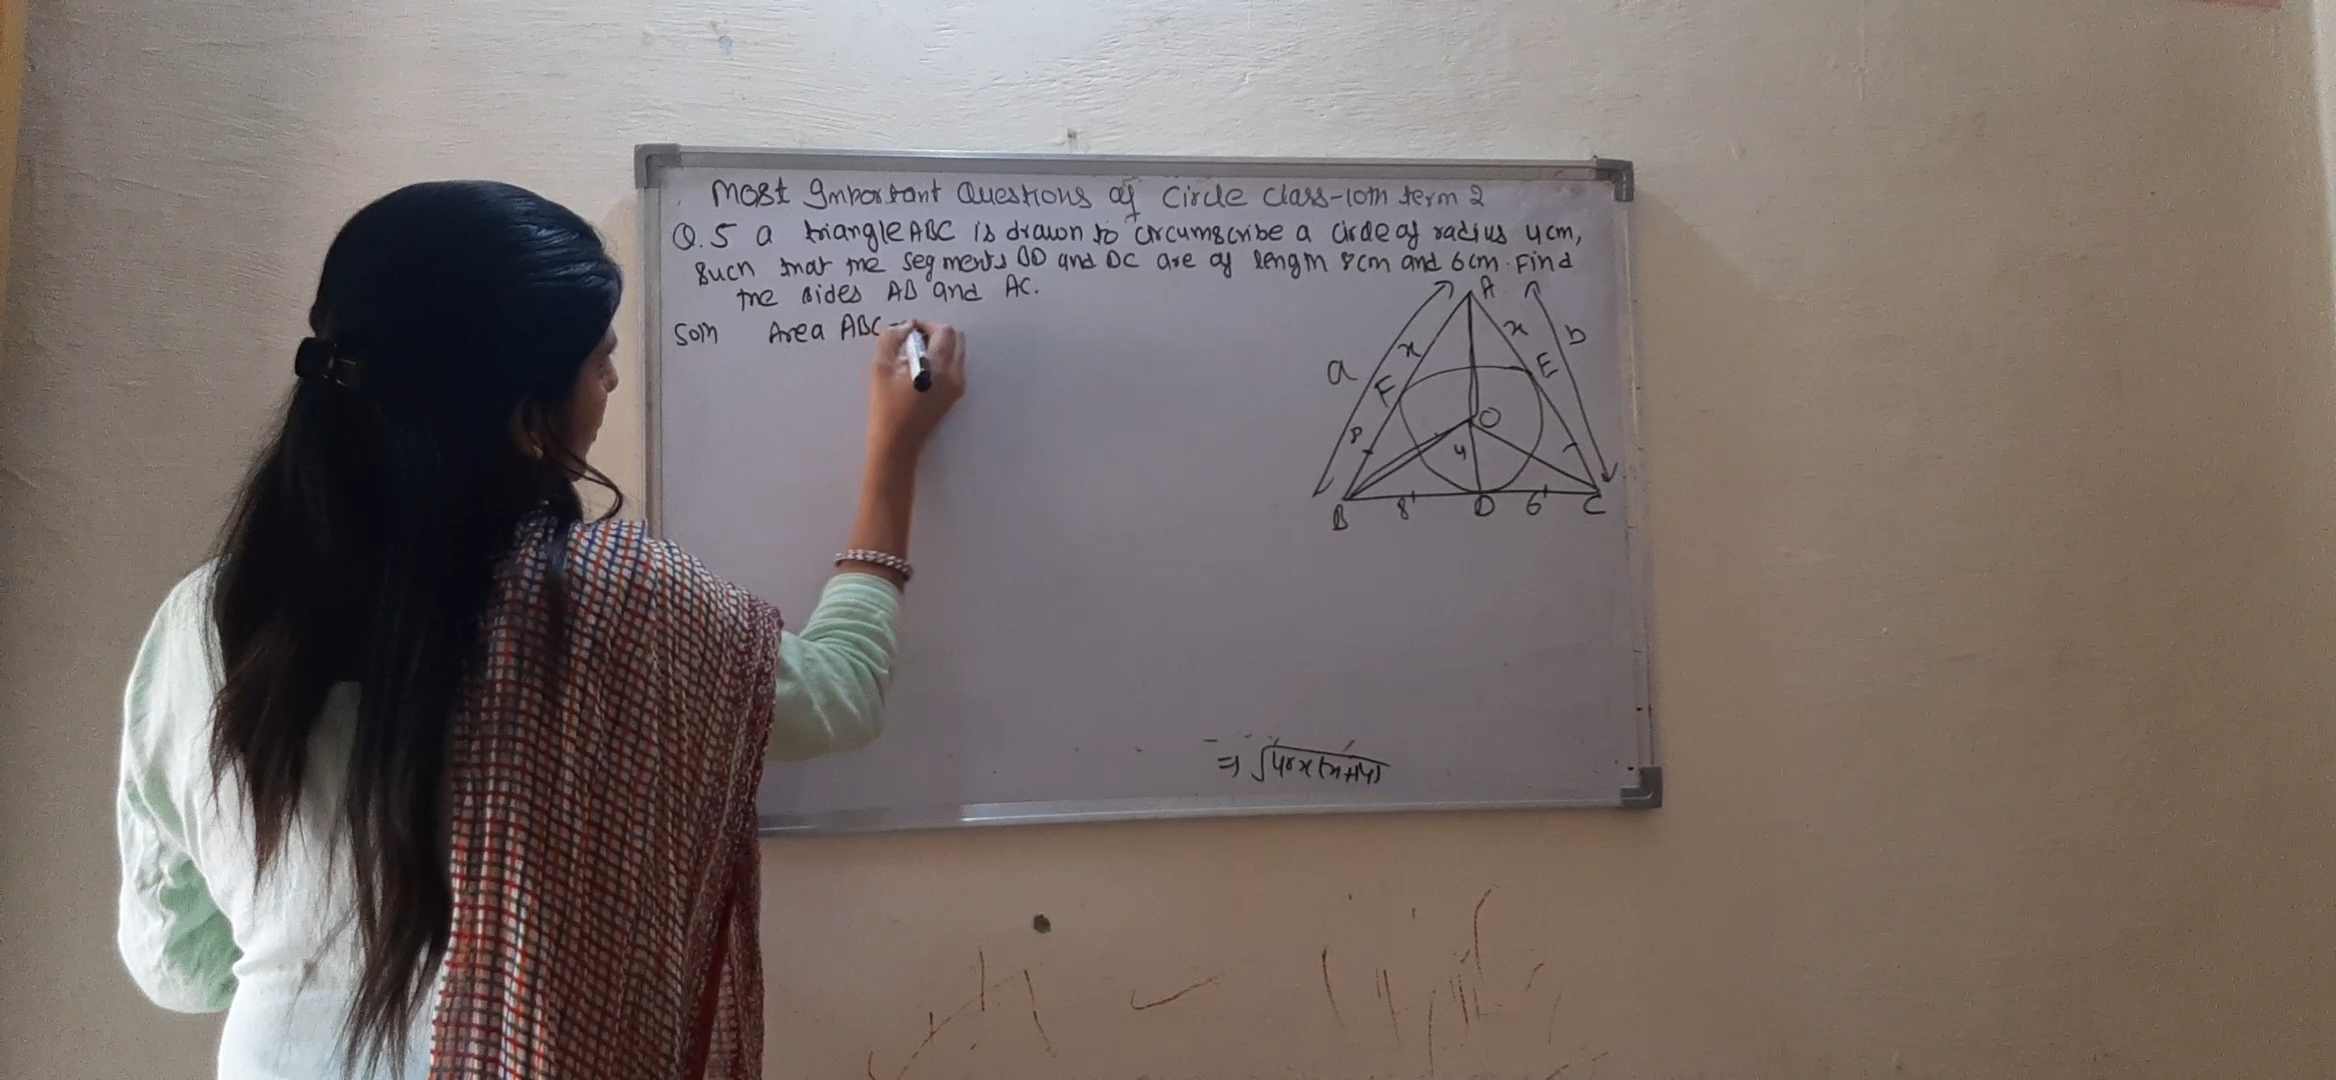 Most Important Questions of Circle Class-10th term 2
Q.5 a triangle ABC is drawn to circumscribe a circle of radius 4cm,
such that the segments BD and DC are of length 8cm and 6cm. Find
the sides AB and AC.
Soln Area ABC
A
x
x
b
a
F
E
O
8
4
B
8
D
6
C
⇒ √48x(x+14)